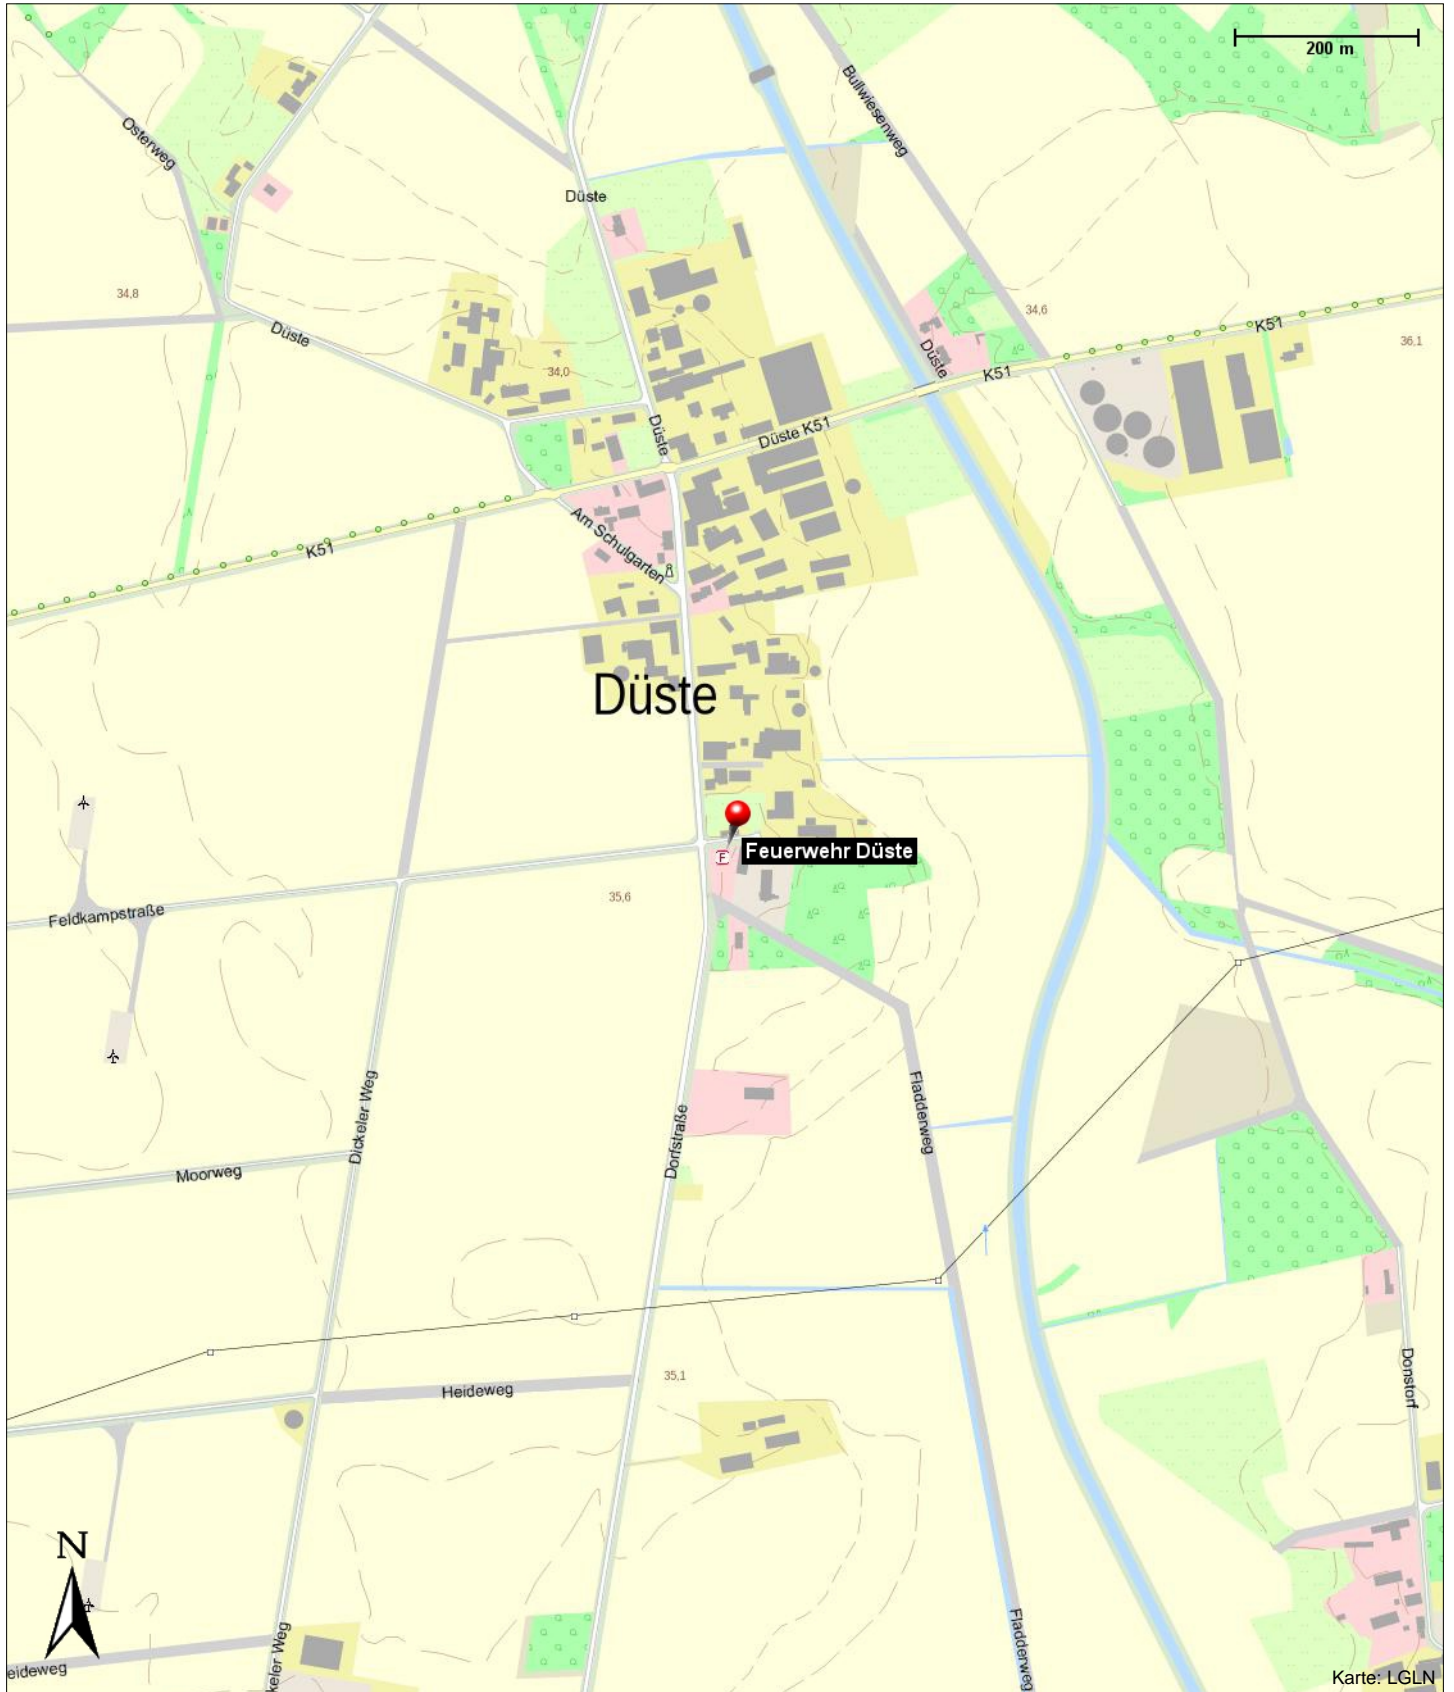 200 m
Bullwiesenweg
Osterweg
Düste
34,8
34,6
Düste
K51
36,1
Düste
34,0
K51
Düste
Düste K51
Am Schulgarten
K51
Düste
Feuerwehr Düste
F
35,6
Feldkampstraße
Dickeler Weg
Dorfstraße
Fladderweg
Moorweg
35,1
Heideweg
Donstorf
N
Fladderweg
keler Weg
eideweg
Karte: LGLN